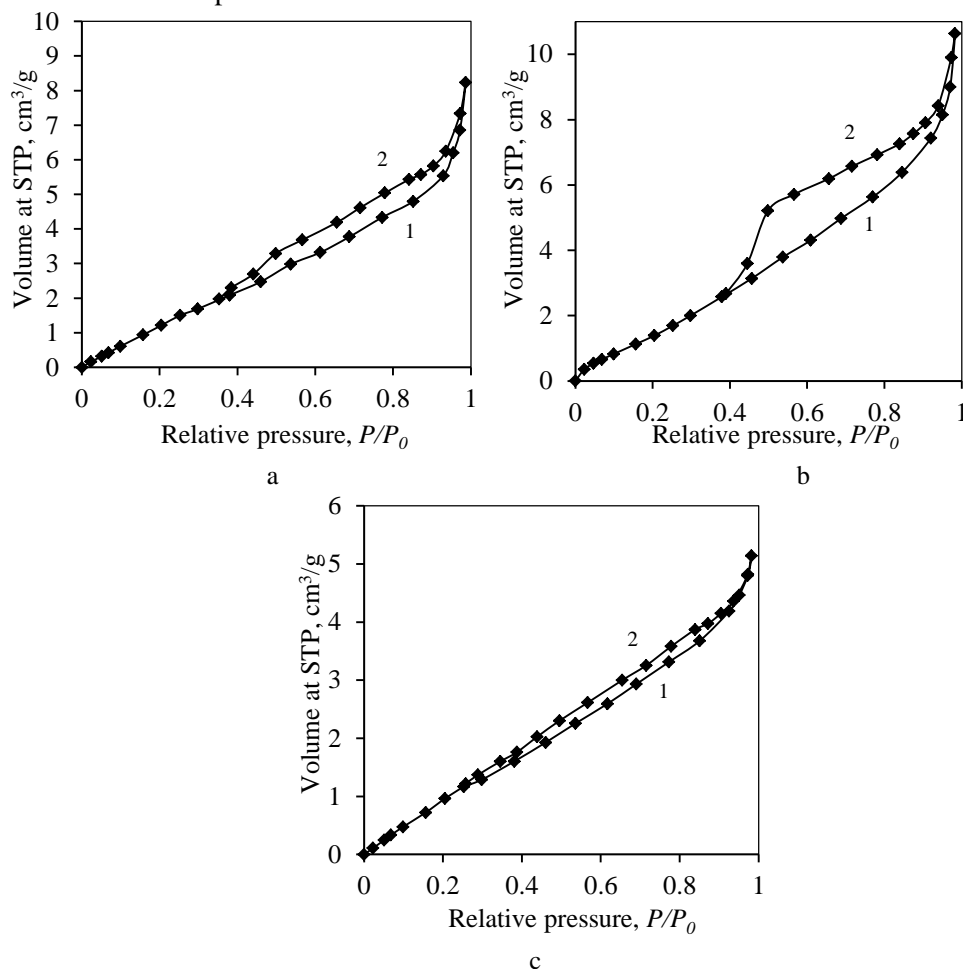 10
9
8
7
6
5
4
3
2
1
0
Volume at STP, cm³/g
2
1
0 0.2 0.4 0.6 0.8 1
Relative pressure, P/P₀
a
10
8
6
4
2
0
Volume at STP, cm³/g
2
1
0 0.2 0.4 0.6 0.8 1
Relative pressure, P/P₀
b
6
5
4
3
2
1
0
Volume at STP, cm³/g
2
1
0 0.2 0.4 0.6 0.8 1
Relative pressure, P/P₀
c